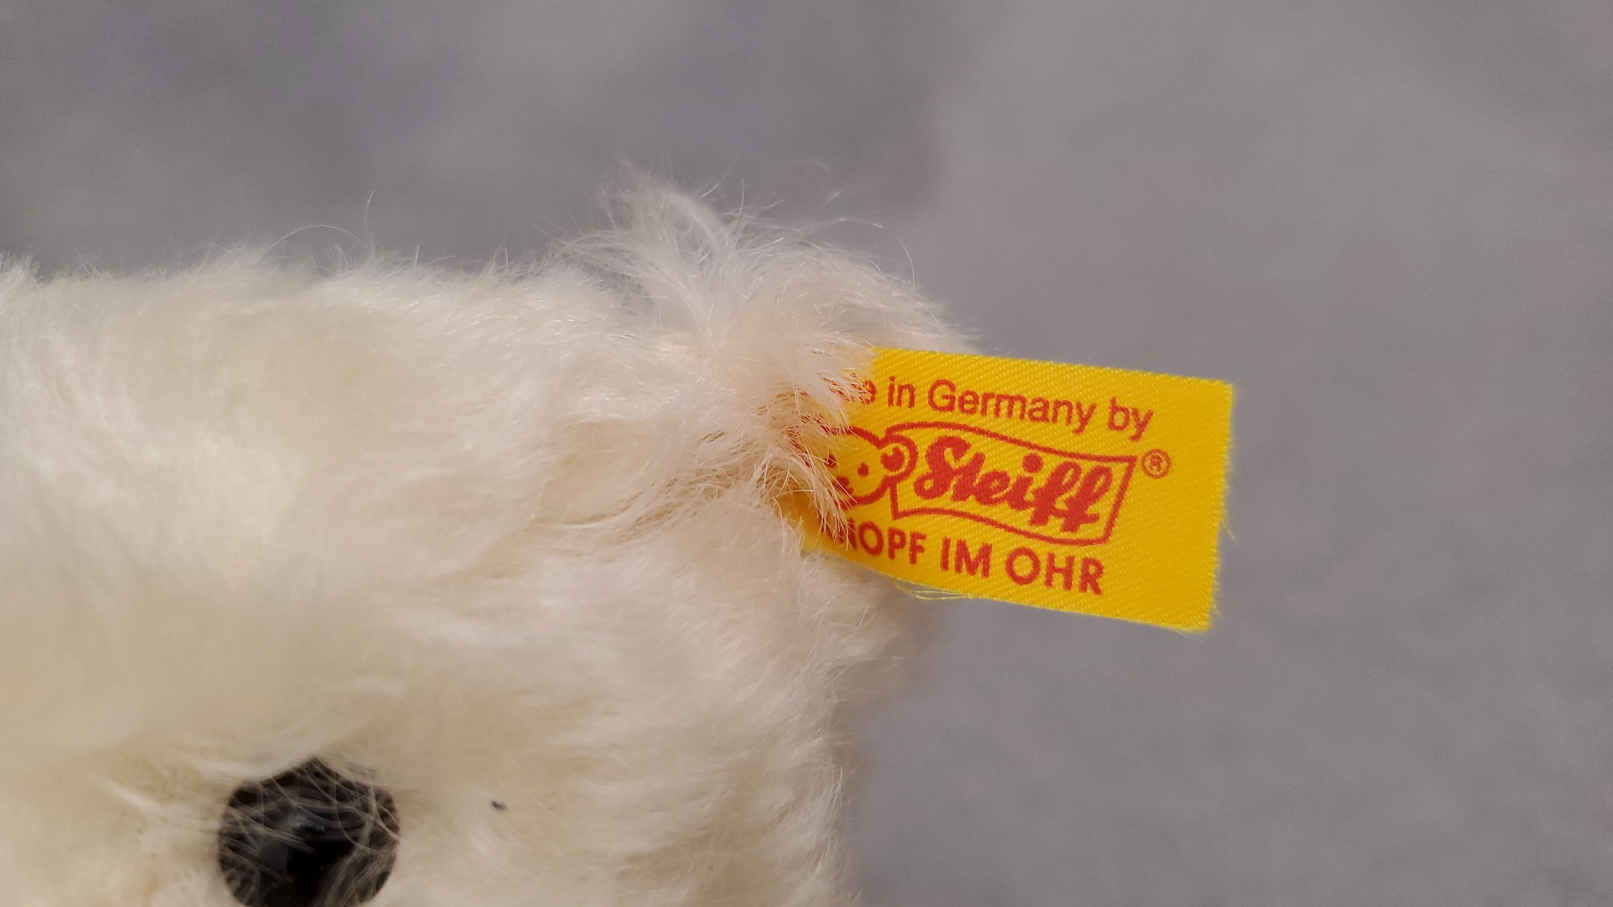 in Germany by
Steiff®
IM OHR